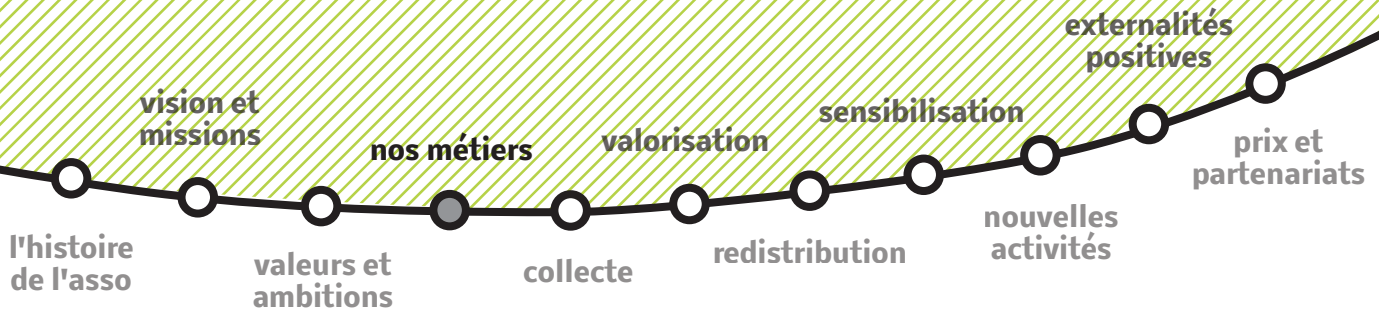 l'histoire
de l'asso
vision et
missions
valeurs et
ambitions
nos métiers
collecte
valorisation
redistribution
sensibilisation
nouvelles
activités
externalités
positives
prix et
partenariats